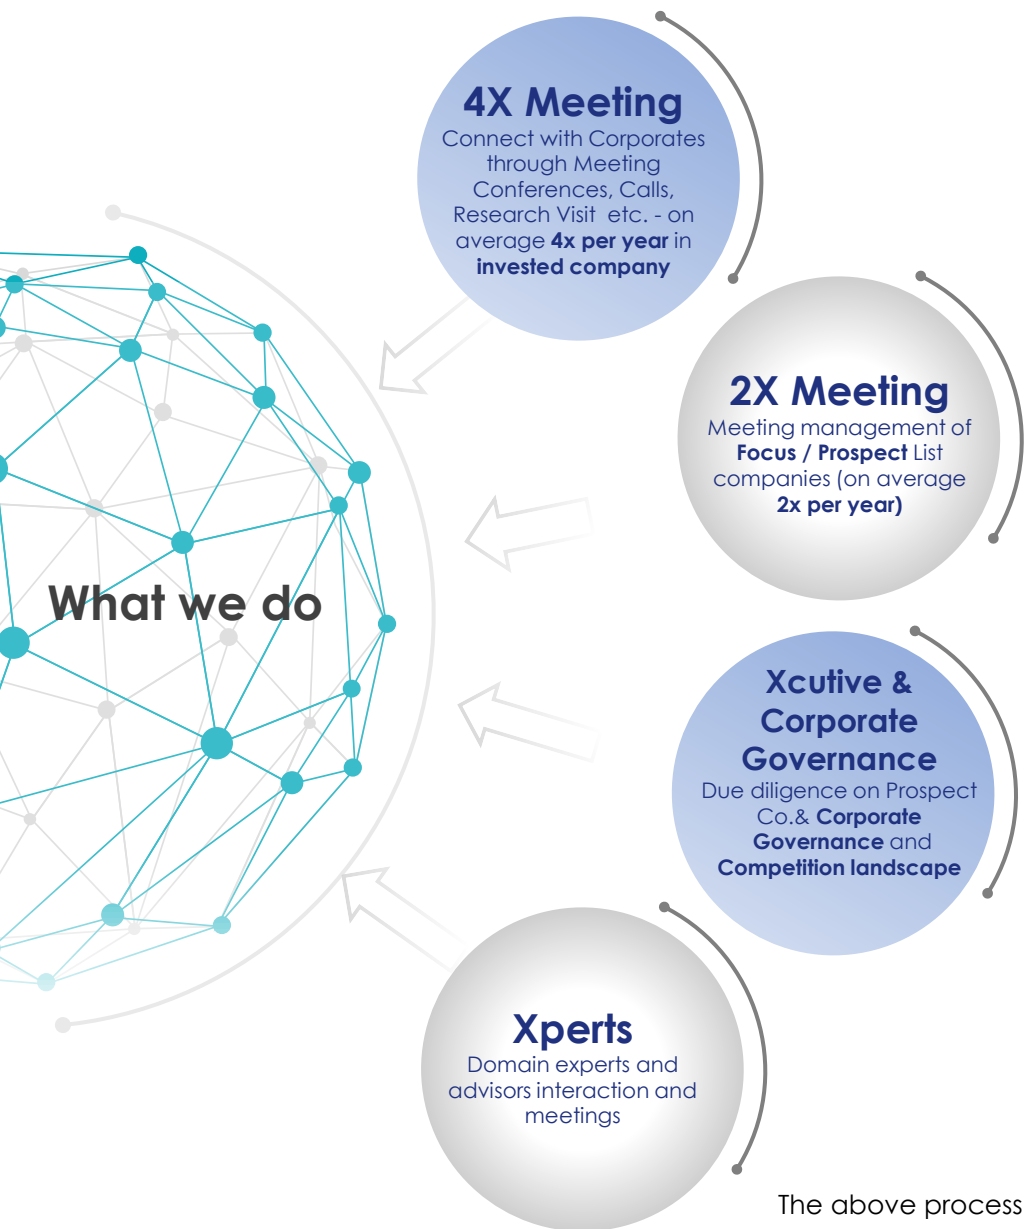 4X Meeting
Connect with Corporates
through Meeting
Conferences, Calls,
Research Visit etc. - on
average 4x per year in
invested company
2X Meeting
Meeting management of
Focus / Prospect List
companies (on average
2x per year)
What we do
Xcutive &
Corporate
Governance
Due diligence on Prospect
Co.& Corporate
Governance and
Competition landscape
Xperts
Domain experts and
advisors interaction and
meetings
The above process